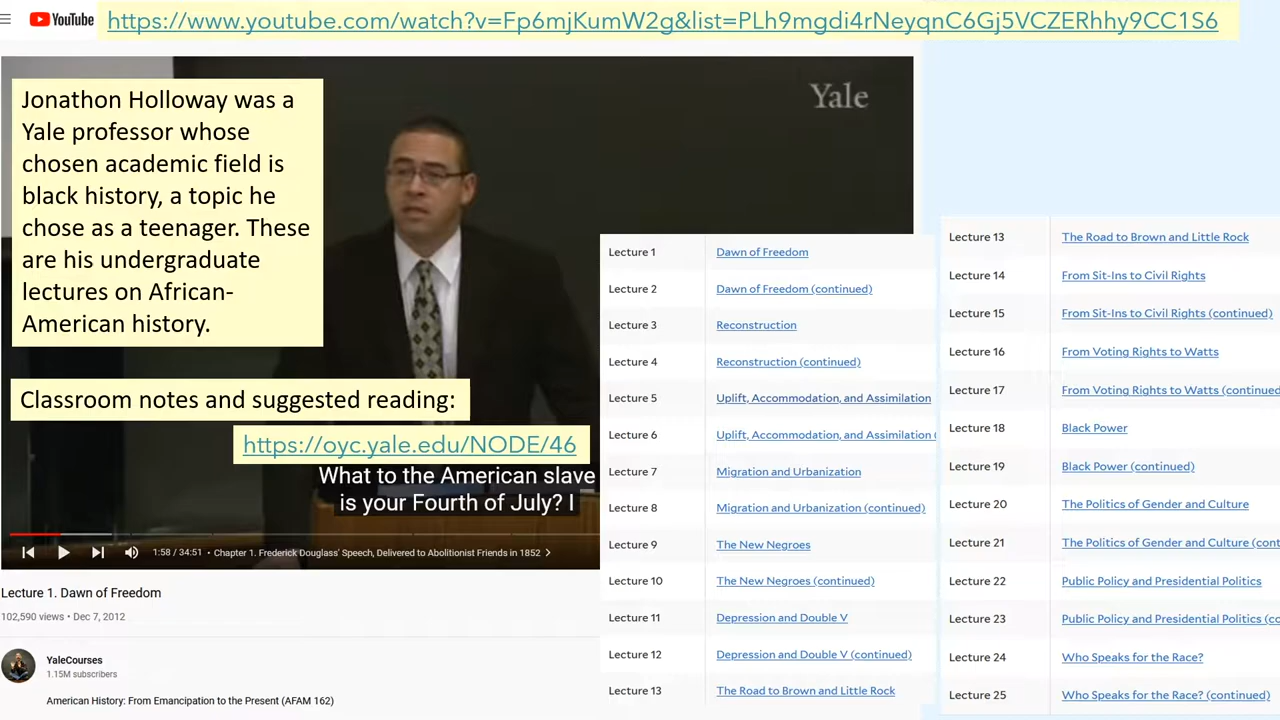 YouTube
https://www.youtube.com/watch?v=Fp6mjKumW2g&list=PLh9mgdi4rNeyqnC6Gj5VCZERhhy9CC1S6
Yale
Jonathon Holloway was a
Yale professor whose
chosen academic field is
black history, a topic he
chose as a teenager. These
are his undergraduate
lectures on African-
American history.
Classroom notes and suggested reading:
https://oyc.yale.edu/NODE/46
What to the American slave
is your Fourth of July? I
1:58 / 34:51 • Chapter 1. Frederick Douglass' Speech, Delivered to Abolitionist Friends in 1852
Lecture 1. Dawn of Freedom
102,590 views • Dec 7, 2012
YaleCourses
1.15M subscribers
American History: From Emancipation to the Present (AFAM 162)
Lecture 1 Dawn of Freedom
Lecture 2 Dawn of Freedom (continued)
Lecture 3 Reconstruction
Lecture 4 Reconstruction (continued)
Lecture 5 Uplift, Accommodation, and Assimilation
Lecture 6 Uplift, Accommodation, and Assimilation (
Lecture 7 Migration and Urbanization
Lecture 8 Migration and Urbanization (continued)
Lecture 9 The New Negroes
Lecture 10 The New Negroes (continued)
Lecture 11 Depression and Double V
Lecture 12 Depression and Double V (continued)
Lecture 13 The Road to Brown and Little Rock
Lecture 13 The Road to Brown and Little Rock
Lecture 14 From Sit-Ins to Civil Rights
Lecture 15 From Sit-Ins to Civil Rights (continued)
Lecture 16 From Voting Rights to Watts
Lecture 17 From Voting Rights to Watts (continued
Lecture 18 Black Power
Lecture 19 Black Power (continued)
Lecture 20 The Politics of Gender and Culture
Lecture 21 The Politics of Gender and Culture (cont
Lecture 22 Public Policy and Presidential Politics
Lecture 23 Public Policy and Presidential Politics (co
Lecture 24 Who Speaks for the Race?
Lecture 25 Who Speaks for the Race? (continued)